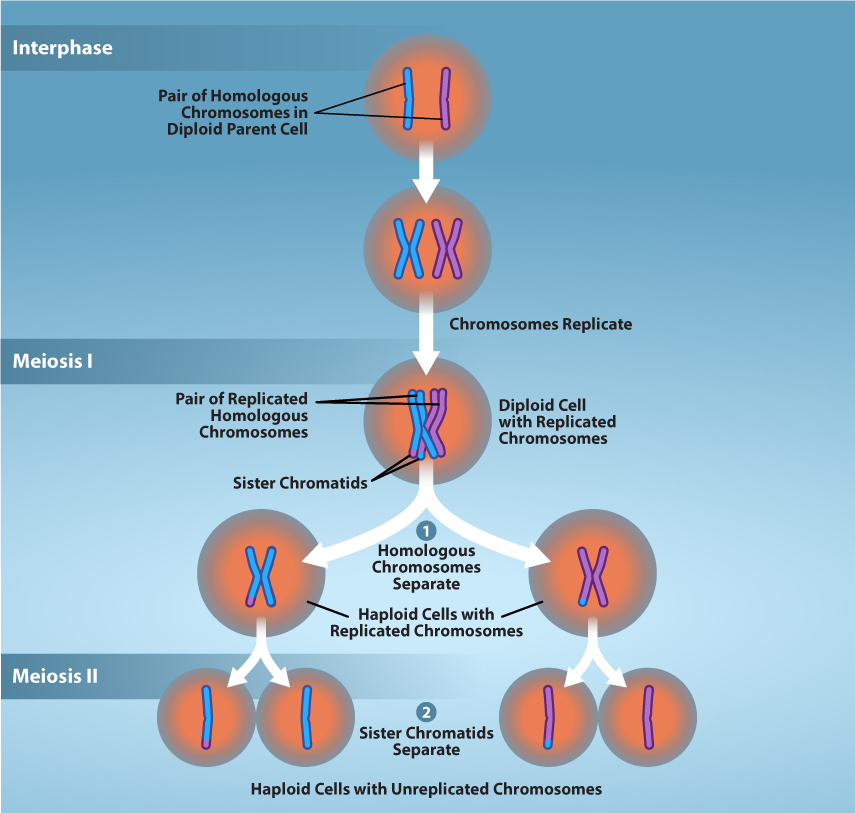 Interphase
Pair of Homologous
Chromosomes in
Diploid Parent Cell
Chromosomes Replicate
Meiosis I
Pair of Replicated
Homologous
Chromosomes
Diploid Cell
with Replicated
Chromosomes
Sister Chromatids
1
Homologous
Chromosomes
Separate
Haploid Cells with
Replicated Chromosomes
Meiosis II
2
Sister Chromatids
Separate
Haploid Cells with Unreplicated Chromosomes